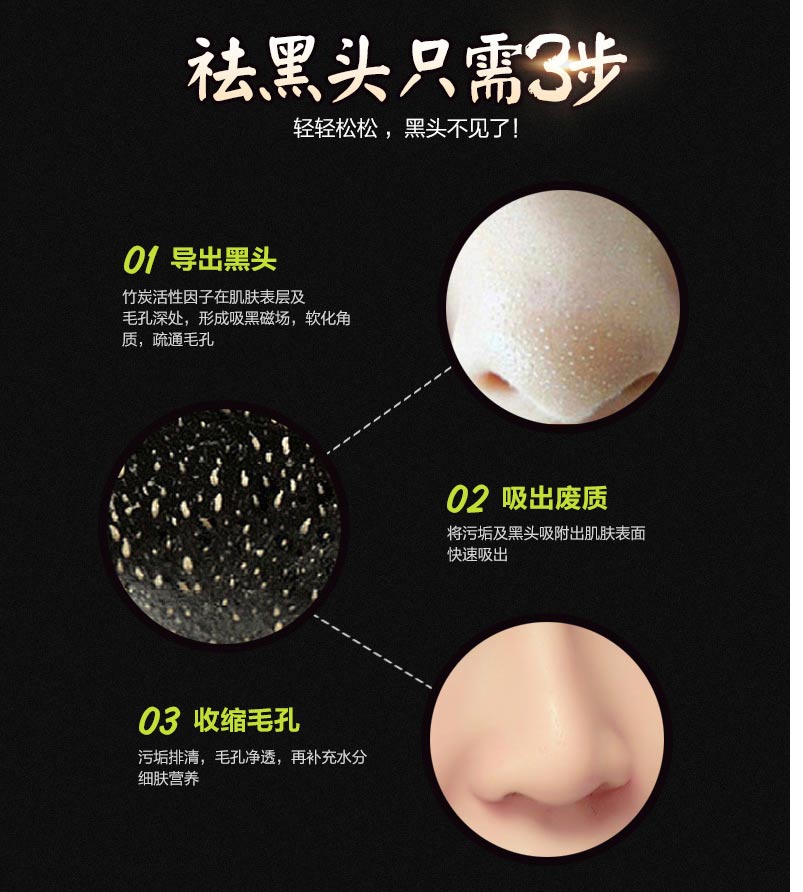 祛黑头只需3步
轻轻松松，黑头不见了!
01 导出黑头
竹炭活性因子在肌肤表层及
毛孔深处，形成吸黑磁场，软化角
质，疏通毛孔
02 吸出废质
将污垢及黑头吸附出肌肤表面
快速吸出
03 收缩毛孔
污垢排清，毛孔净透，再补充水分
细肤营养